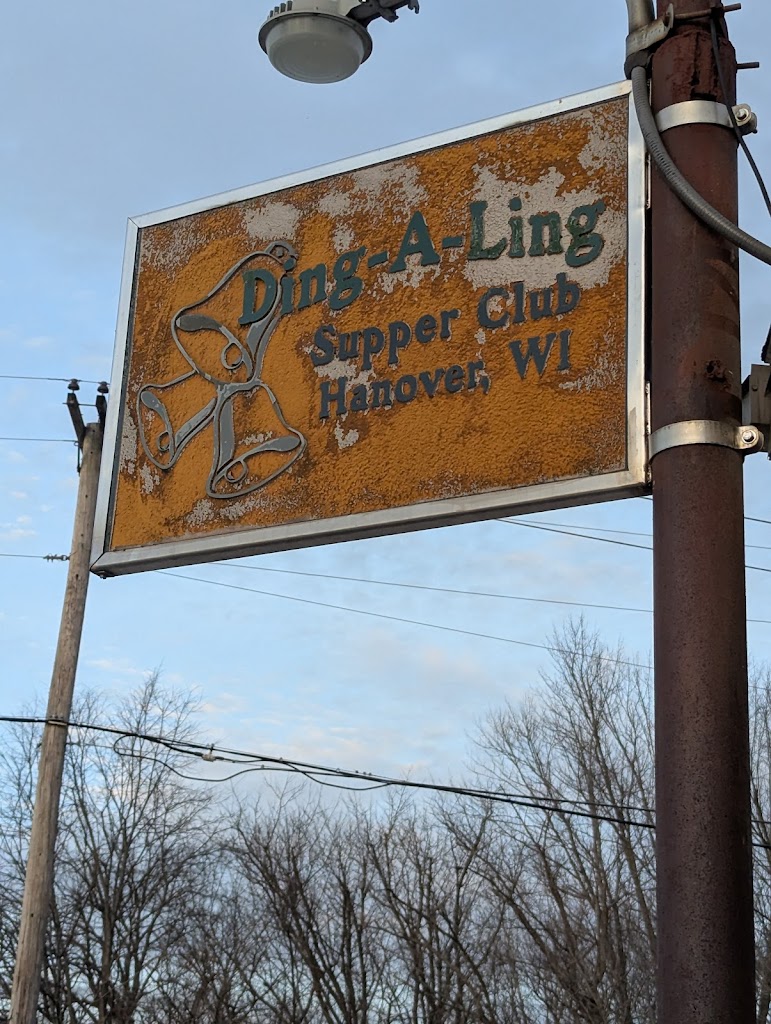 Ding-A-Ling
Supper Club
Hanover, WI